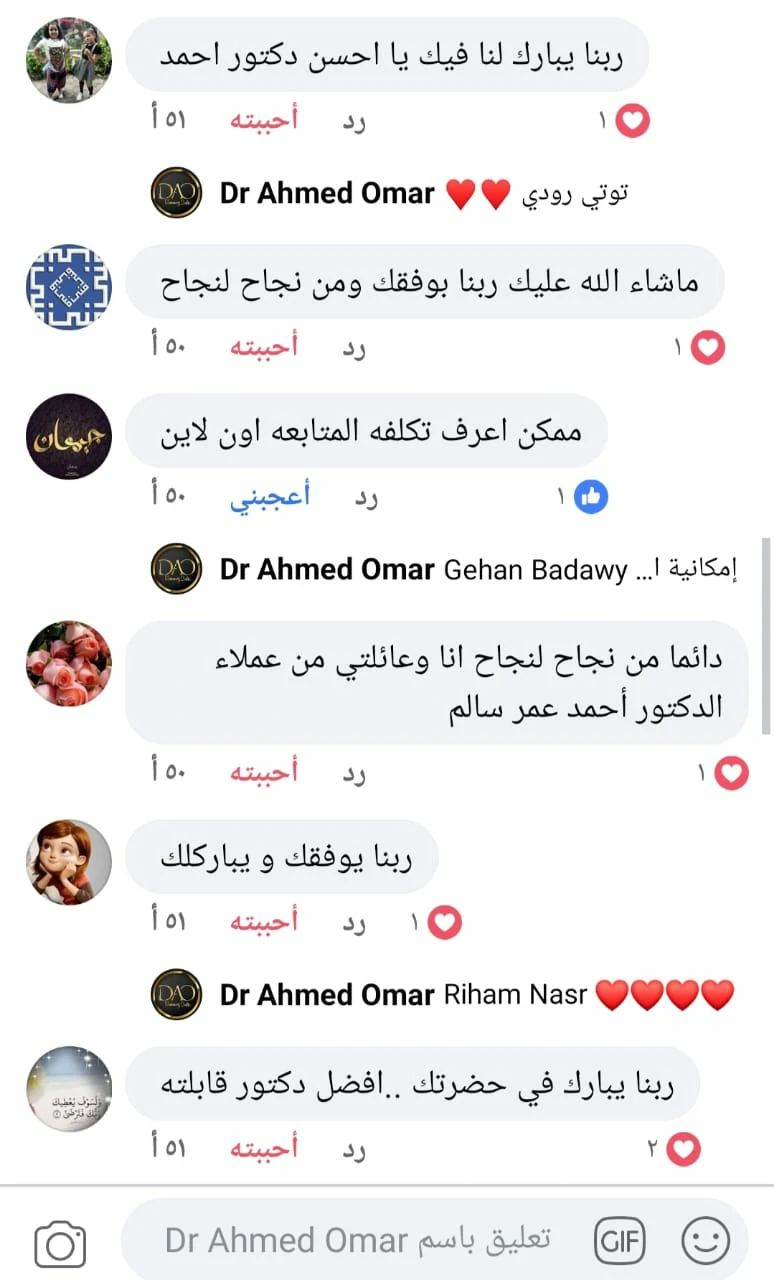 ربنا يبارك لنا فيك يا احسن دكتور احمد
٥١ أ أحببته رد ١
Dr Ahmed Omar ❤️❤️ توتي رودي
ماشاء الله عليك ربنا بوفقك ومن نجاح لنجاح
٥٠ أ أحببته رد ١
جيهان
ممكن اعرف تكلفه المتابعه اون لاين
٥٠ أ أعجبني رد ١
Dr Ahmed Omar Gehan Badawy إمكانية ا...
دائما من نجاح لنجاح انا وعائلتي من عملاء
الدكتور أحمد عمر سالم
٥٠ أ أحببته رد ١
ربنا يوفقك و يباركلك
٥١ أ أحببته رد ١
Dr Ahmed Omar Riham Nasr ❤️❤️❤️❤️
ربنا يبارك في حضرتك ..افضل دكتور قابلته
وَلَسَوْفَ يُعْطِيكَ
رَبُّكَ فَتَرْضَىٰ
٥١ أ أحببته رد ٢
تعليق باسم Dr Ahmed Omar
GIF